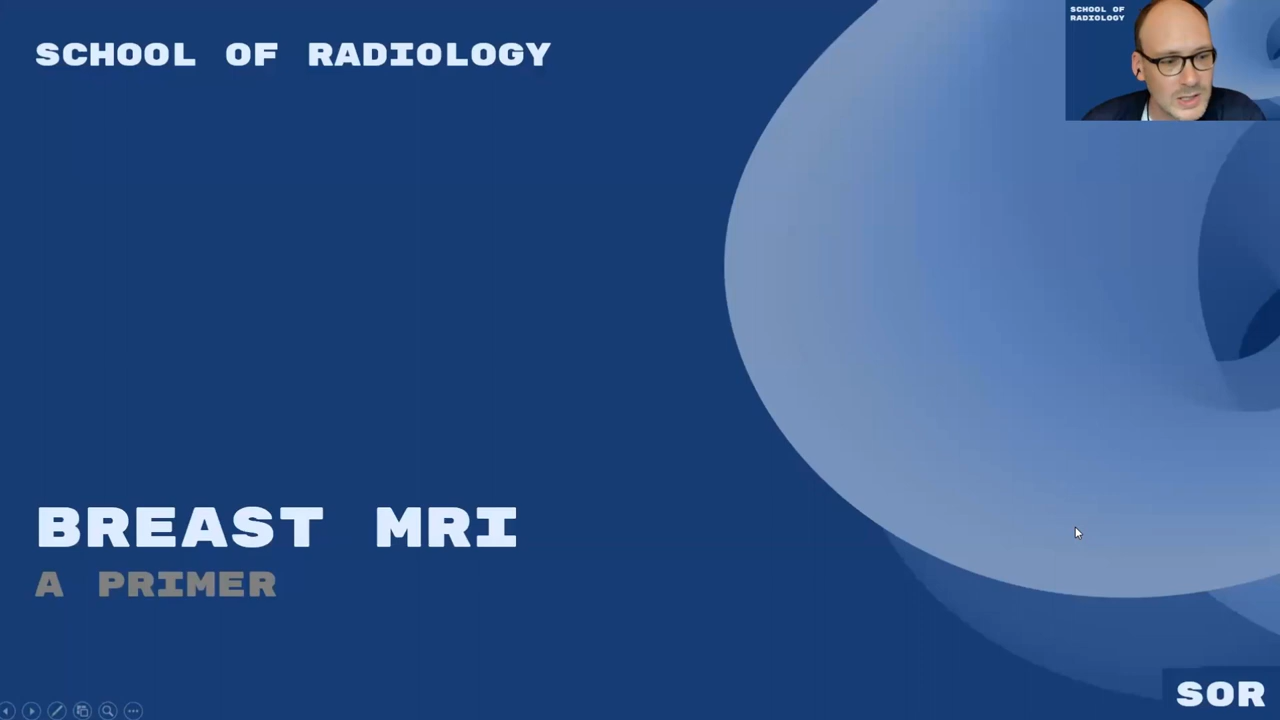 SCHOOL OF RADIOLOGY
SCHOOL OF
RADIOLOGY
BREAST MRI
A PRIMER
SOR